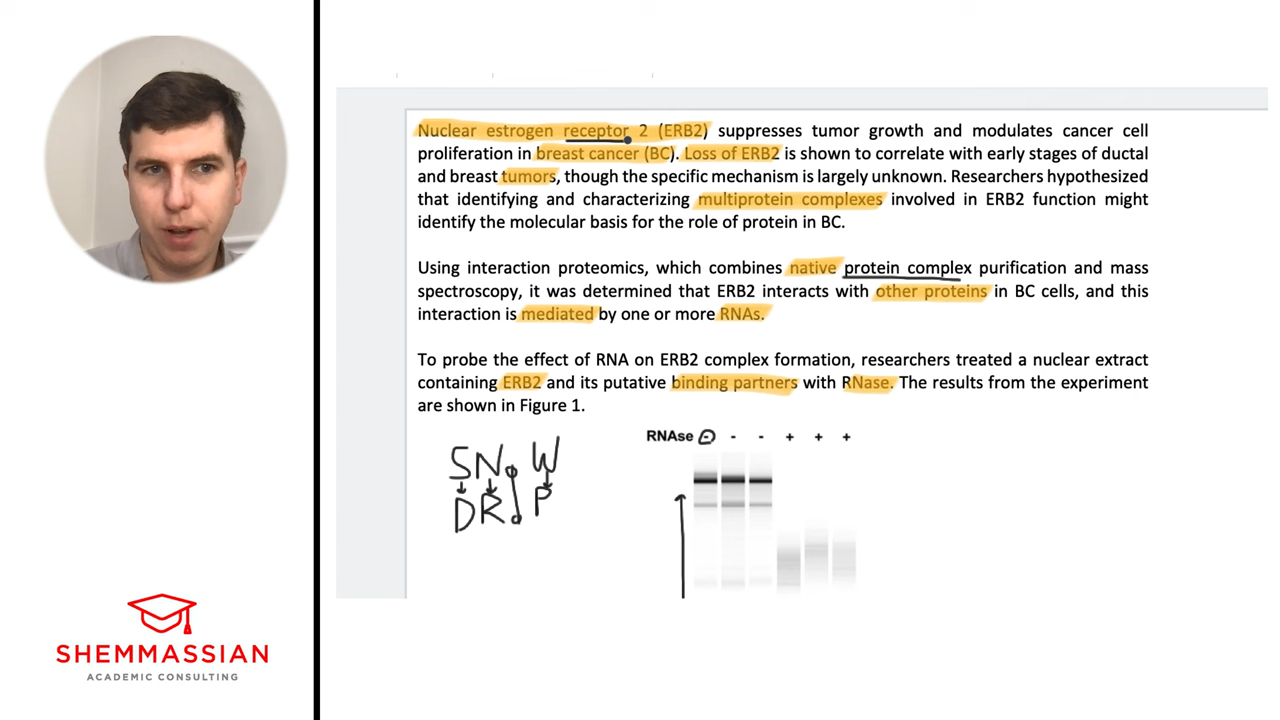 Nuclear estrogen receptor 2 (ERB2) suppresses tumor growth and modulates cancer cell
proliferation in breast cancer (BC). Loss of ERB2 is shown to correlate with early stages of ductal
and breast tumors, though the specific mechanism is largely unknown. Researchers hypothesized
that identifying and characterizing multiprotein complexes involved in ERB2 function might
identify the molecular basis for the role of protein in BC.
Using interaction proteomics, which combines native protein complex purification and mass
spectroscopy, it was determined that ERB2 interacts with other proteins in BC cells, and this
interaction is mediated by one or more RNAs.
To probe the effect of RNA on ERB2 complex formation, researchers treated a nuclear extract
containing ERB2 and its putative binding partners with RNase. The results from the experiment
are shown in Figure 1.
RNAse - - - + + +
SN W
DR P
SHEMMASSIAN
ACADEMIC CONSULTING